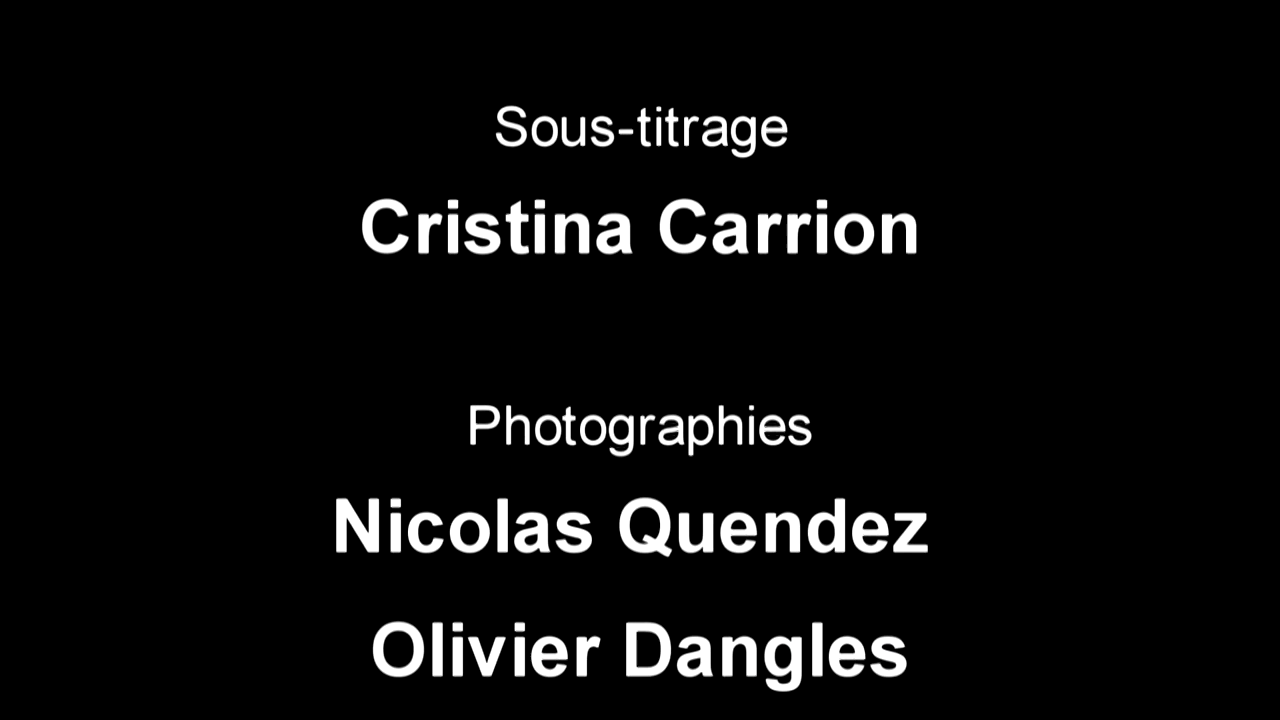 Sous-titrage
Cristina Carrion
Photographies
Nicolas Quendez
Olivier Dangles